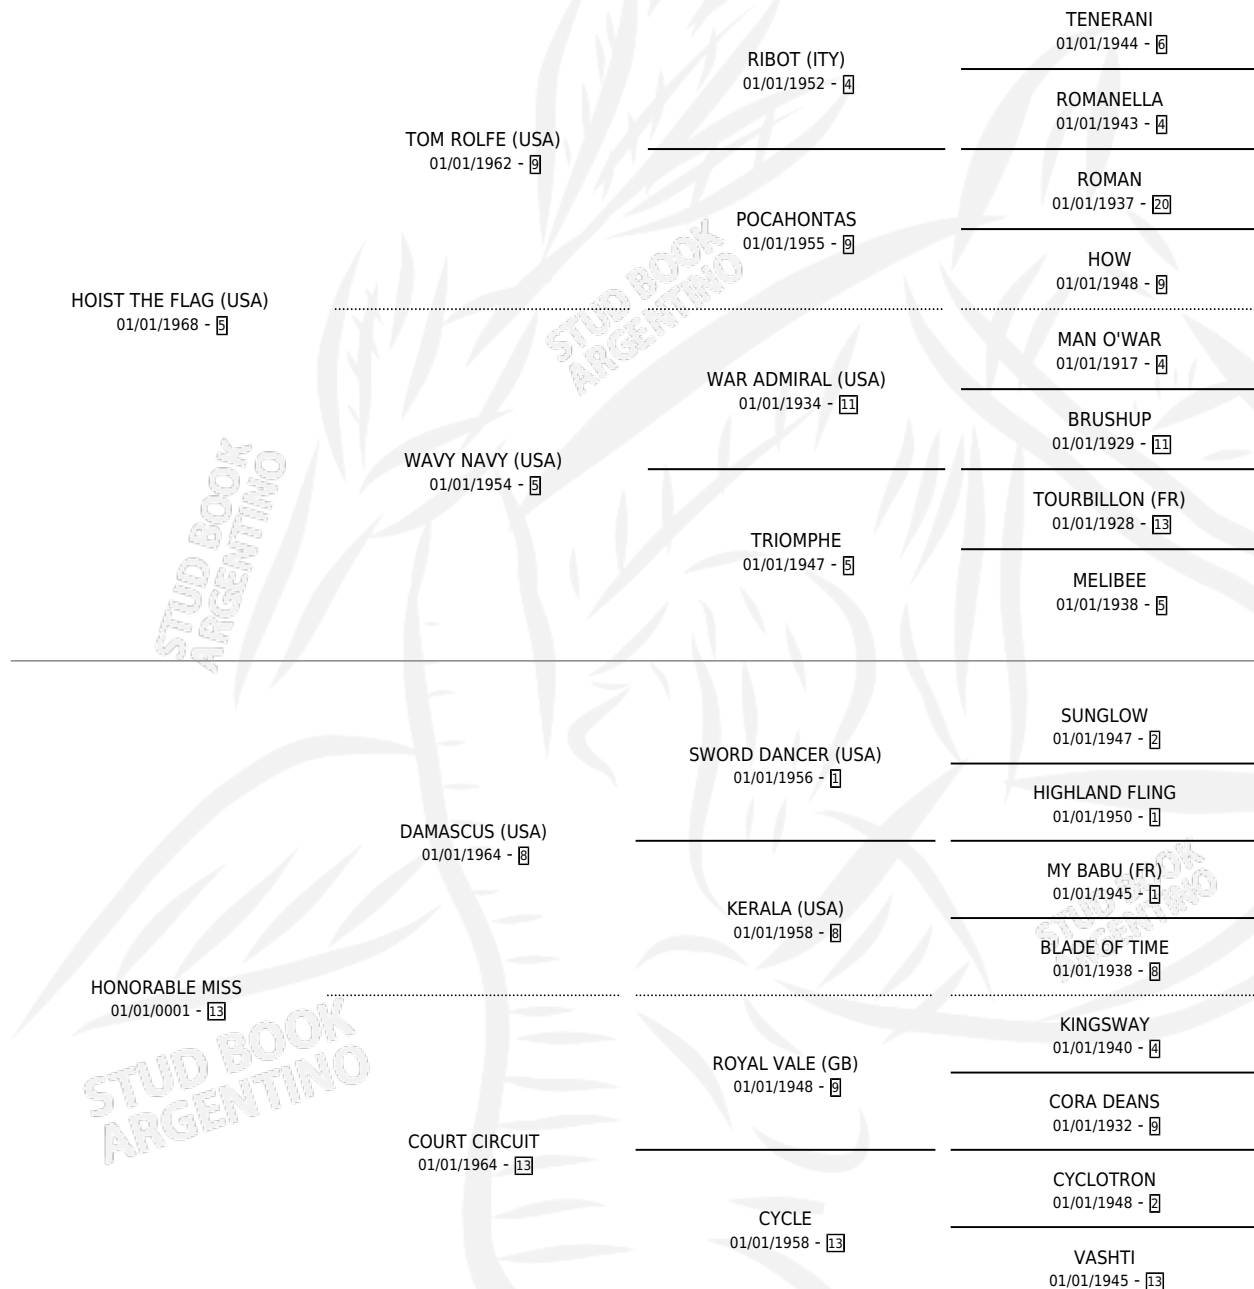 TENERANI
01/01/1944 - 6
RIBOT (ITY)
01/01/1952 - 4
ROMANELLA
01/01/1943 - 4
TOM ROLFE (USA)
01/01/1962 - 9
ROMAN
01/01/1937 - 20
POCAHONTAS
01/01/1955 - 9
HOW
01/01/1948 - 9
HOIST THE FLAG (USA)
01/01/1968 - 5
STUD BOOK
ARGENTINO
MAN O'WAR
01/01/1917 - 4
WAR ADMIRAL (USA)
01/01/1934 - 11
BRUSHUP
01/01/1929 - 11
WAVY NAVY (USA)
01/01/1954 - 5
TOURBILLON (FR)
01/01/1928 - 13
TRIOMPHE
01/01/1947 - 5
MELIBEE
01/01/1938 - 5
STUD BOOK
ARGENTINO
SUNGLOW
01/01/1947 - 2
SWORD DANCER (USA)
01/01/1956 - 1
HIGHLAND FLING
01/01/1950 - 1
DAMASCUS (USA)
01/01/1964 - 8
MY BABU (FR)
01/01/1945 - 1
KERALA (USA)
01/01/1958 - 8
STUD BOOK
ARGENTINO
BLADE OF TIME
01/01/1938 - 8
HONORABLE MISS
01/01/0001 - 13
KINGSWAY
01/01/1940 - 4
ROYAL VALE (GB)
01/01/1948 - 9
STUD BOOK
ARGENTINO
CORA DEANS
01/01/1932 - 9
COURT CIRCUIT
01/01/1964 - 13
CYCLOTRON
01/01/1948 - 2
CYCLE
01/01/1958 - 13
VASHTI
01/01/1945 - 13